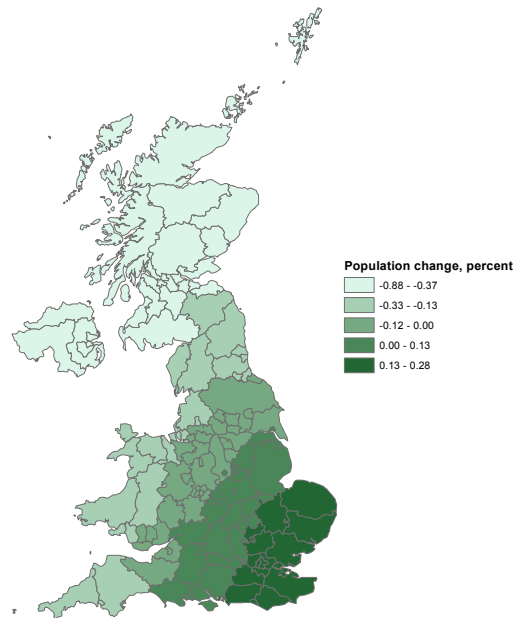 Population change, percent
-0.88 - -0.37
-0.33 - -0.13
-0.12 - 0.00
0.00 - 0.13
0.13 - 0.28